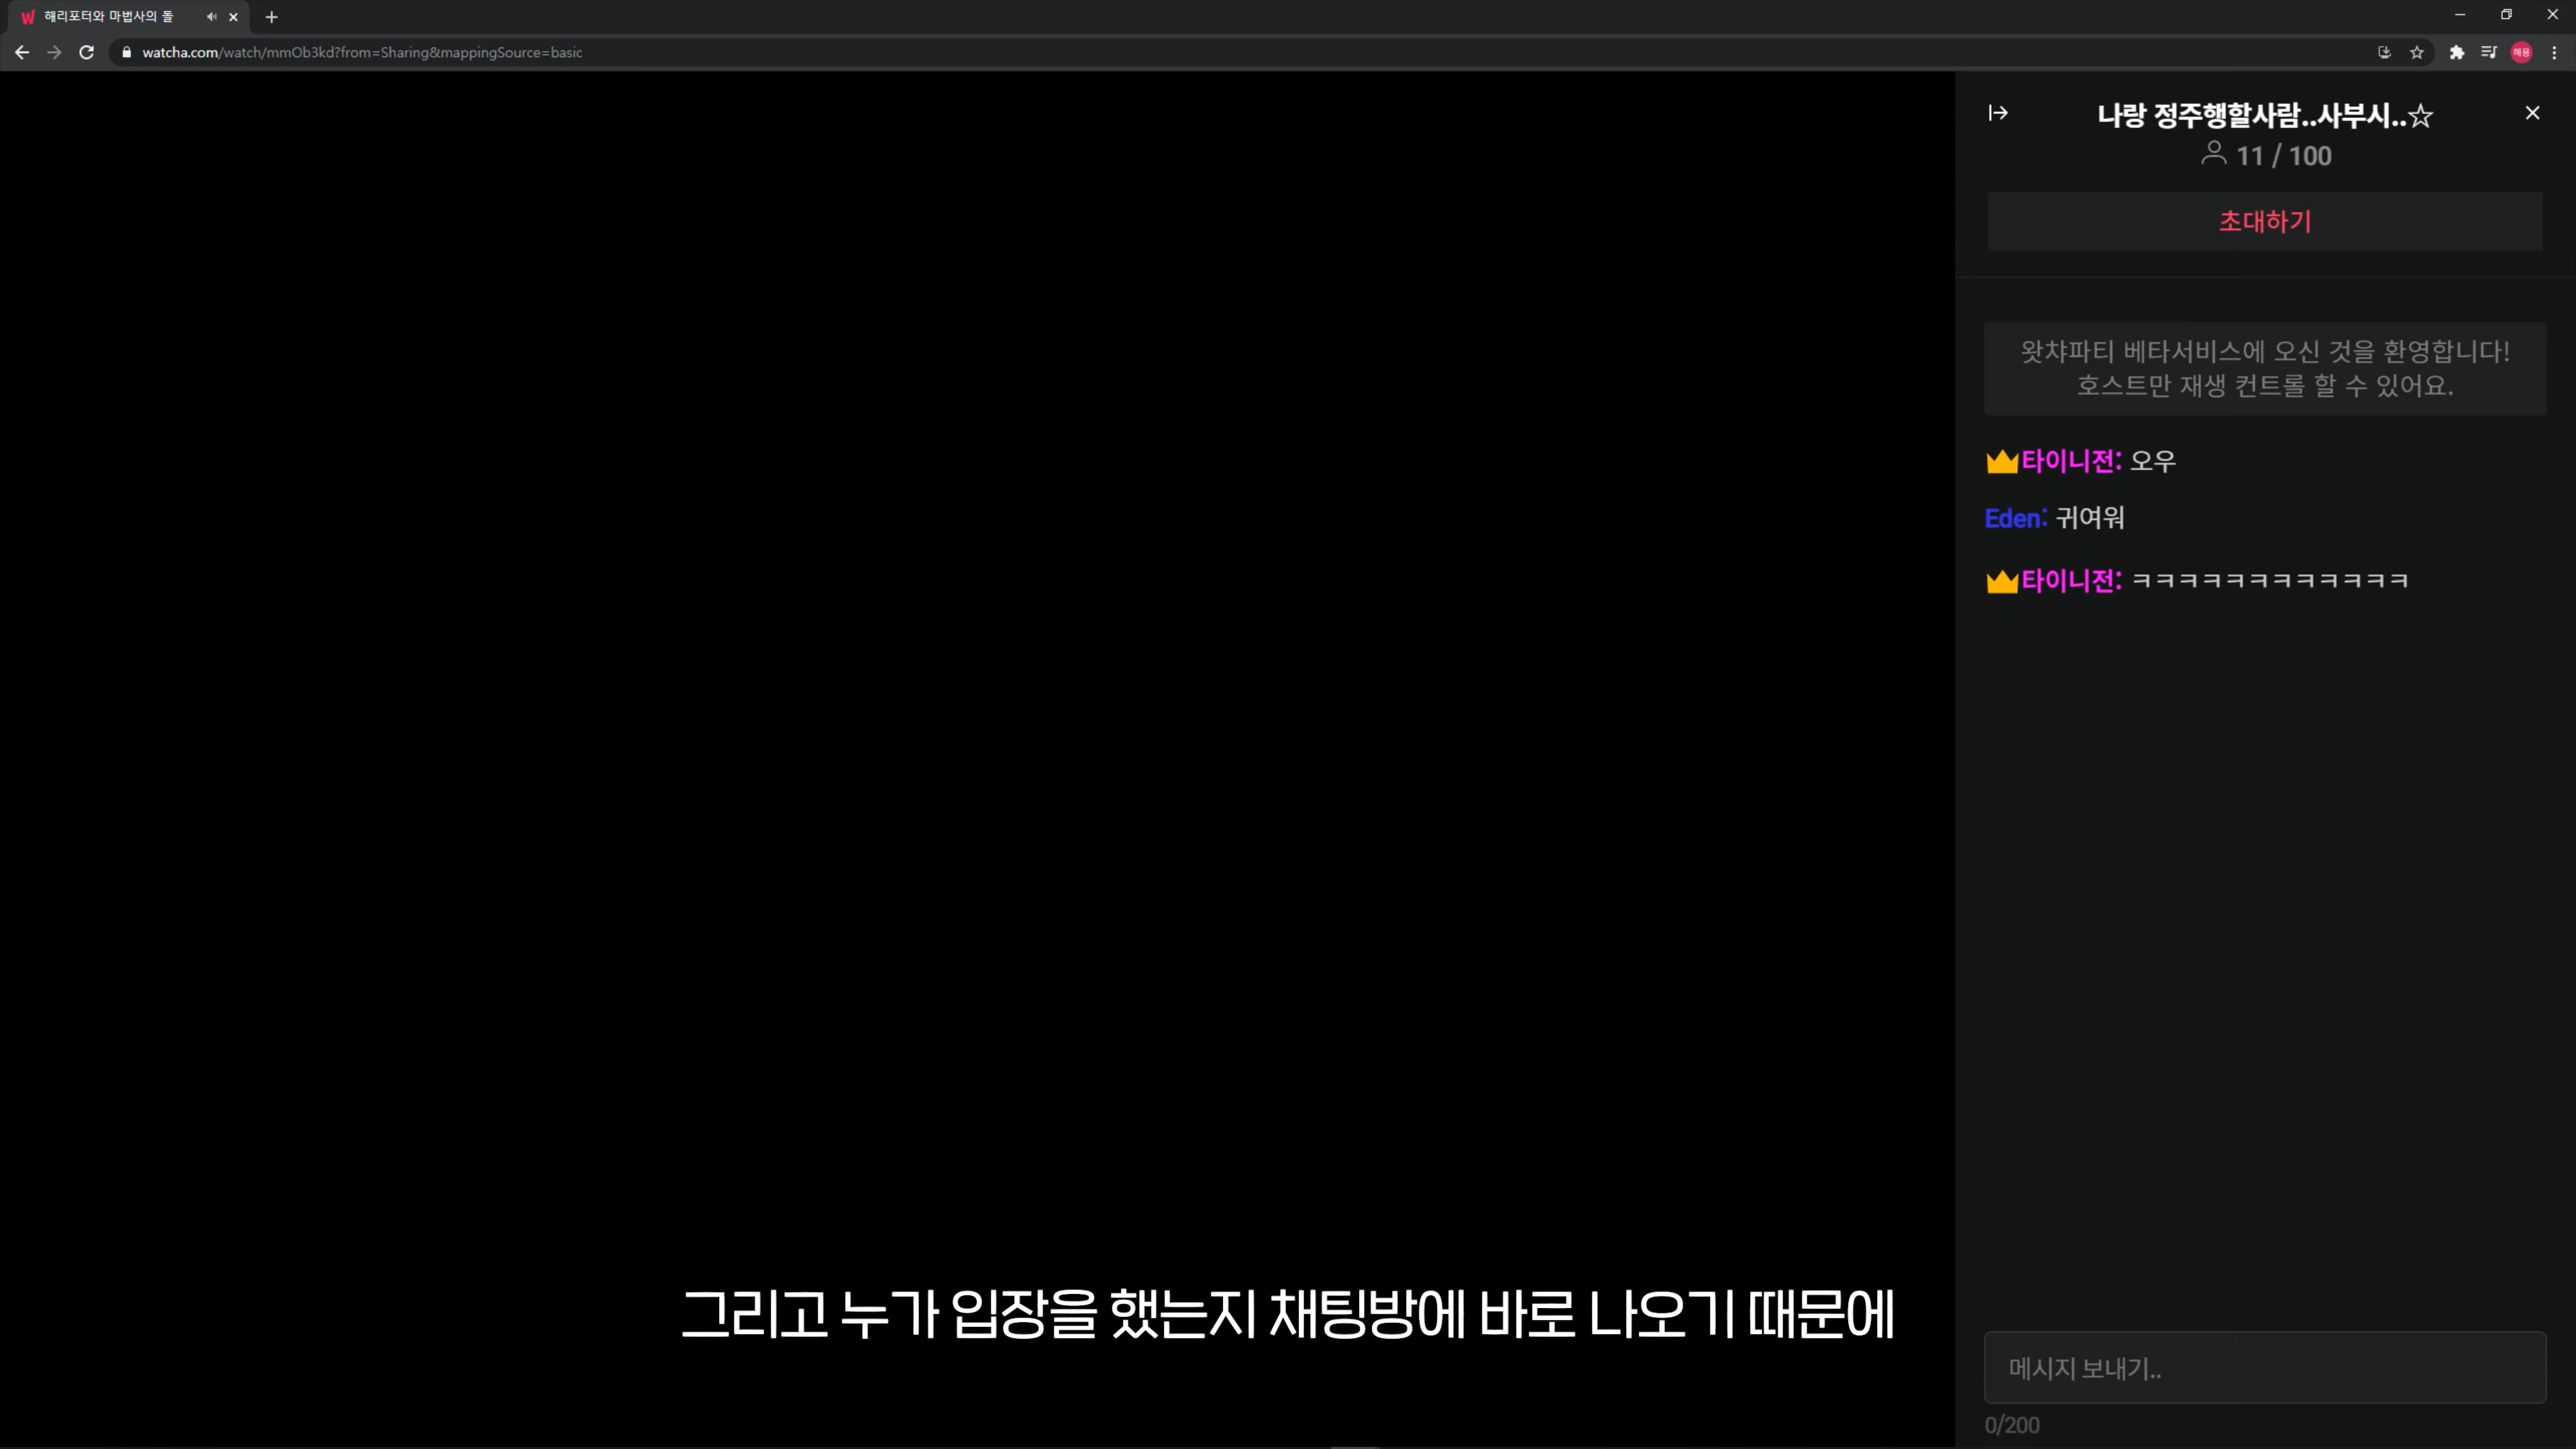 해리포터와 마법사의 돌
watcha.com/watch/mmOb3kd?from=Sharing&mappingSource=basic
해용
나랑 정주행할사람..사부시..☆
11 / 100
초대하기
왓챠파티 베타서비스에 오신 것을 환영합니다!
호스트만 재생 컨트롤 할 수 있어요.
타이니전: 오우
Eden: 귀여워
타이니전: ㅋㅋㅋㅋㅋㅋㅋㅋㅋㅋㅋㅋ
그리고 누가 입장을 했는지 채팅방에 바로 나오기 때문에
메시지 보내기..
0/200